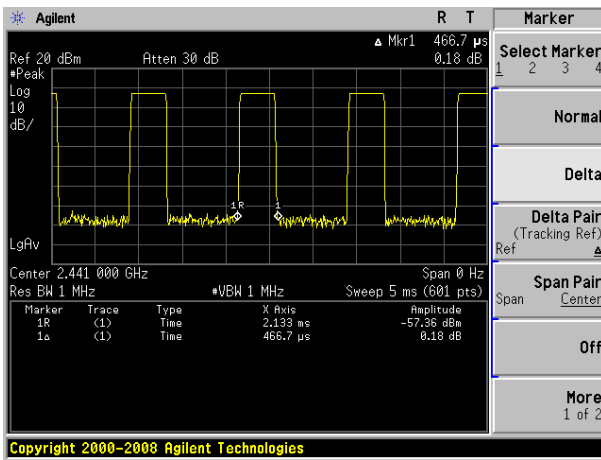 Agilent R T Marker
Δ Mkr1 466.7 µs
Ref 20 dBm Atten 30 dB 0.18 dB
#Peak
Log
10
dB/
1R 1
LgAv
Center 2.441 000 GHz Span 0 Hz
Res BW 1 MHz #VBW 1 MHz Sweep 5 ms (601 pts)
Marker Trace Type X Axis Amplitude
1R (1) Time 2.133 ms -57.36 dBm
1Δ (1) Time 466.7 µs 0.18 dB
Select Marker
1 2 3 4
Normal
Delta
Delta Pair
(Tracking Ref)
Ref Δ
Span Pair
Span Center
Off
More
1 of 2
Copyright 2000-2008 Agilent Technologies